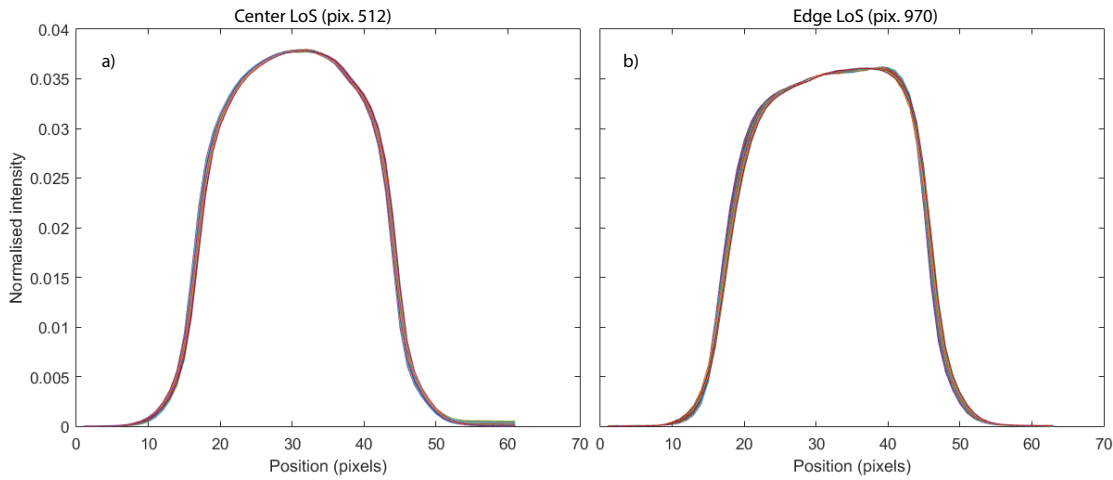 Center LoS (pix. 512)
Edge LoS (pix. 970)
a)
b)
Normalised intensity
0.04
0.035
0.03
0.025
0.02
0.015
0.01
0.005
0
0 10 20 30 40 50 60 70
0 10 20 30 40 50 60 70
Position (pixels)
Position (pixels)